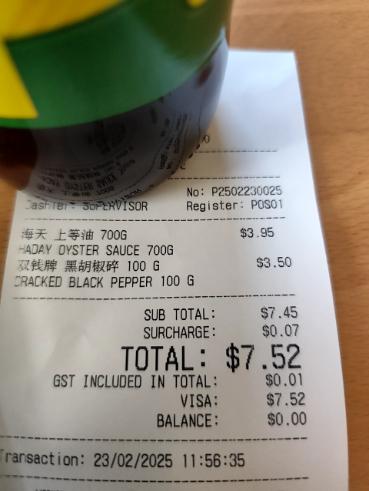 No: P2502230025
SUPERVISOR Register: POS01
海天 上等油 700G $3.95
HADAY OYSTER SAUCE 700G
双钱牌 黑胡椒碎 100 G $3.50
CRACKED BLACK PEPPER 100 G
SUB TOTAL: $7.45
SURCHARGE: $0.07
TOTAL: $7.52
GST INCLUDED IN TOTAL: $0.01
VISA: $7.52
BALANCE: $0.00
Transaction: 23/02/2025 11:56:35